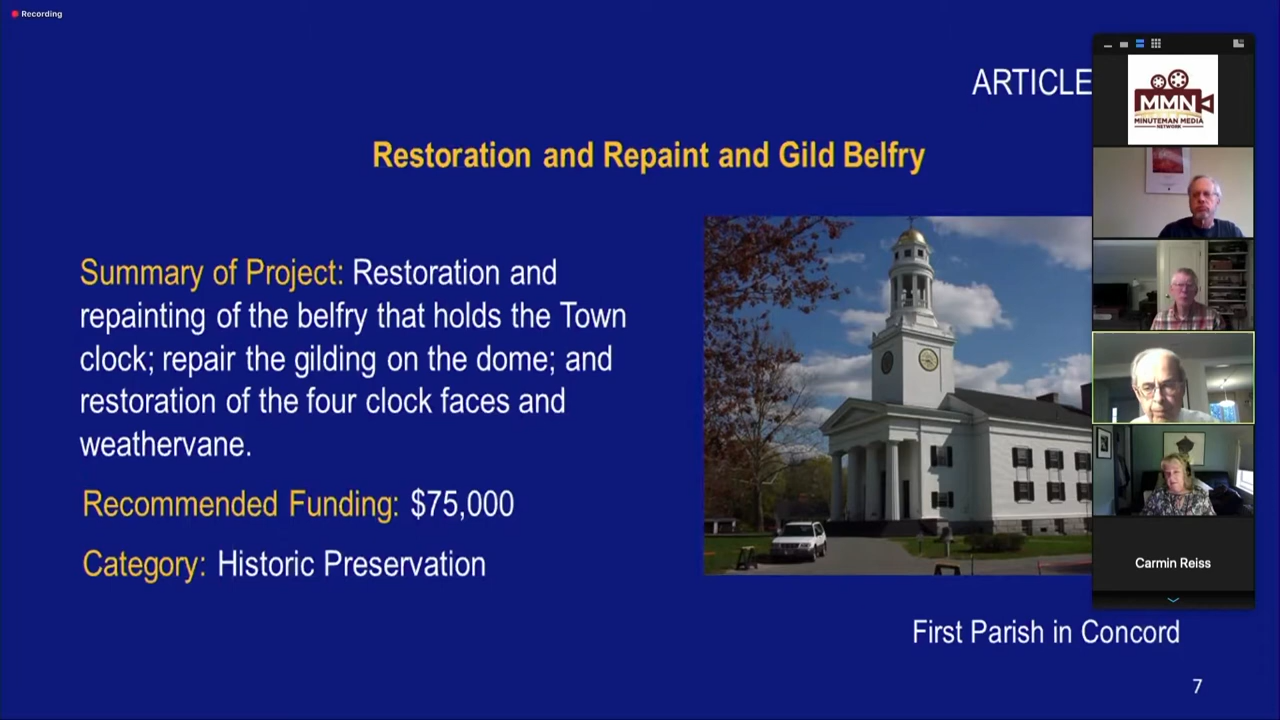 Recording
ARTICLE
Restoration and Repaint and Gild Belfry
Summary of Project: Restoration and
repainting of the belfry that holds the Town
clock; repair the gilding on the dome; and
restoration of the four clock faces and
weathervane.
Recommended Funding: $75,000
Category: Historic Preservation
MMN
MINUTEMAN MEDIA
NETWORK
Carmin Reiss
First Parish in Concord
7